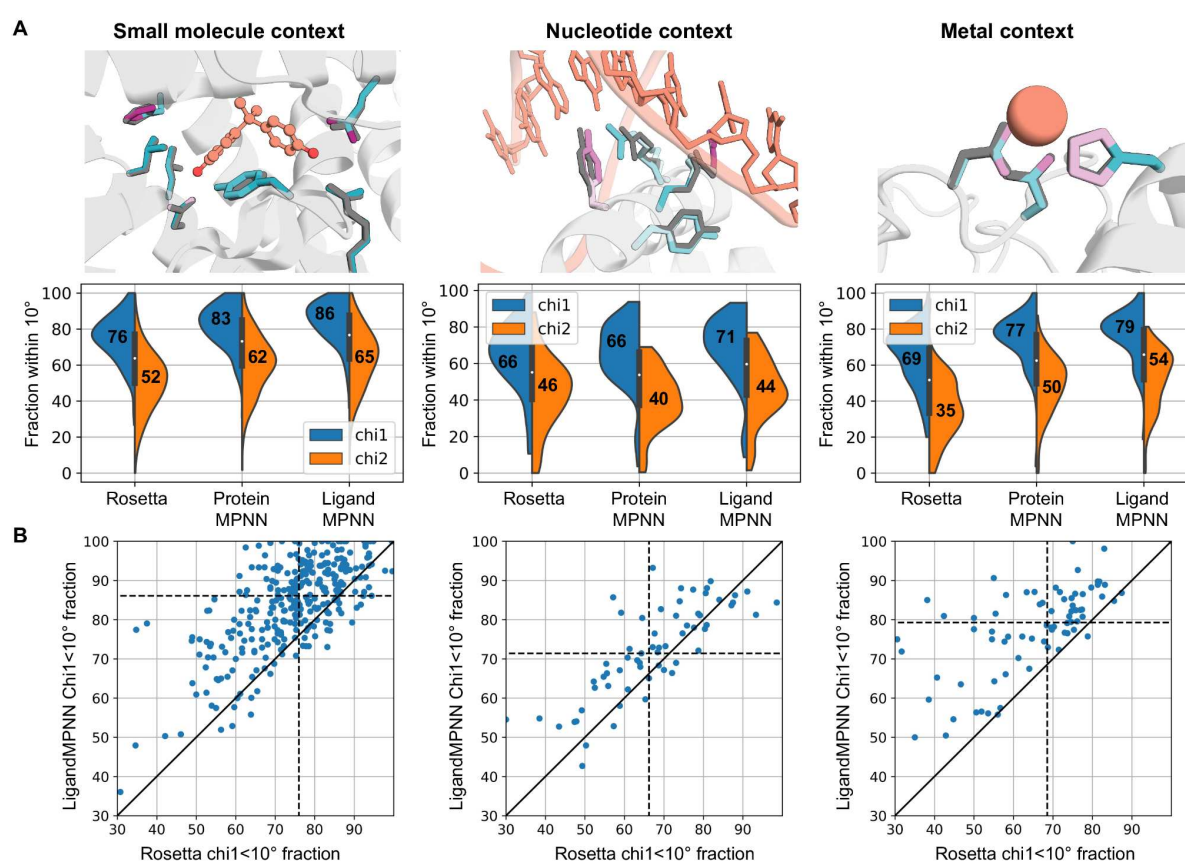 A
Small molecule context
Nucleotide context
Metal context
Fraction within 10°
100
80
60
40
20
0
76
52
83
62
86
65
chi1
chi2
Rosetta
Protein
MPNN
Ligand
MPNN
Fraction within 10°
100
80
60
40
20
0
chi1
chi2
66
46
66
40
71
44
Rosetta
Protein
MPNN
Ligand
MPNN
Fraction within 10°
100
80
60
40
20
0
chi1
chi2
69
35
77
50
79
54
Rosetta
Protein
MPNN
Ligand
MPNN
B
LigandMPNN Chi1<10° fraction
100
90
80
70
60
50
40
30
30 40 50 60 70 80 90
Rosetta chi1<10° fraction
LigandMPNN Chi1<10° fraction
100
90
80
70
60
50
40
30
30 40 50 60 70 80 90
Rosetta chi1<10° fraction
LigandMPNN Chi1<10° fraction
100
90
80
70
60
50
40
30
30 40 50 60 70 80 90
Rosetta chi1<10° fraction